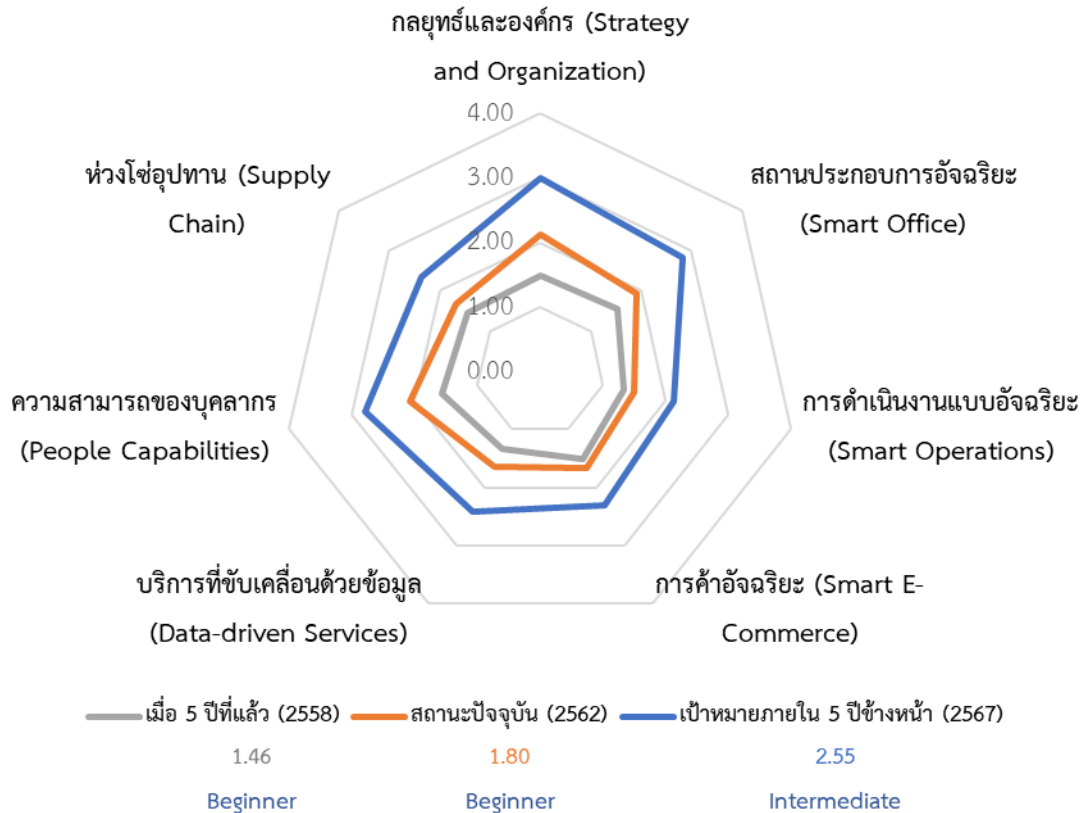 กลยุทธ์และองค์กร (Strategy
and Organization)
4.00
3.00
2.00
1.00
0.00
ห่วงโซ่อุปทาน (Supply
Chain)
สถานประกอบการอัจฉริยะ
(Smart Office)
ความสามารถของบุคลากร
(People Capabilities)
การดำเนินงานแบบอัจฉริยะ
(Smart Operations)
บริการที่ขับเคลื่อนด้วยข้อมูล
(Data-driven Services)
การค้าอัจฉริยะ (Smart E-
Commerce)
เมื่อ 5 ปีที่แล้ว (2558) สถานะปัจจุบัน (2562) เป้าหมายภายใน 5 ปีข้างหน้า (2567)
1.46 1.80 2.55
Beginner Beginner Intermediate